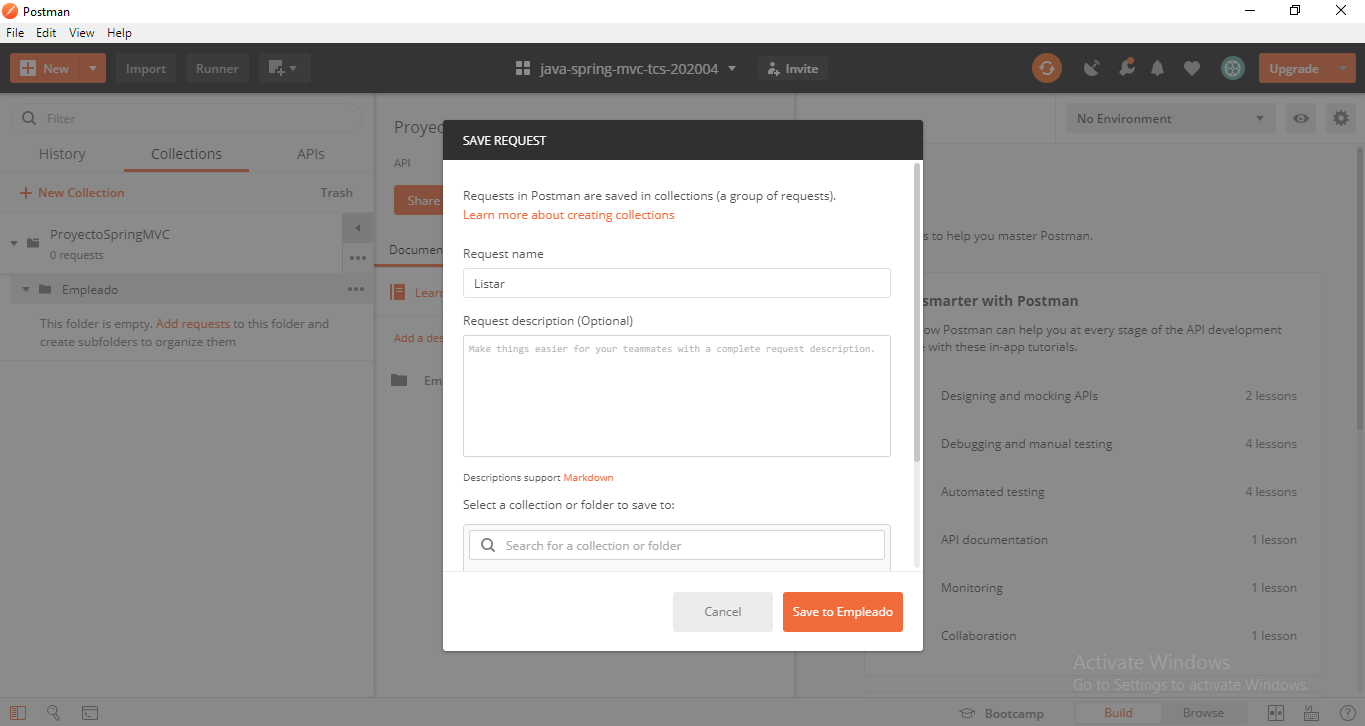 Postman
File Edit View Help
New Import Runner
java-spring-mvc-tcs-202004
Invite
Upgrade
Filter
History Collections APIs
New Collection Trash
ProyectoSpringMVC
0 requests
Empleado
This folder is empty. Add requests to this folder and
create subfolders to organize them
Proyec
API
Share
Documen
Learn
Add a des
Em
No Environment
s to help you master Postman.
smarter with Postman
ow Postman can help you at every stage of the API development
with these in-app tutorials.
Designing and mocking APIs 2 lessons
Debugging and manual testing 4 lessons
Automated testing 4 lessons
API documentation 1 lesson
Monitoring 1 lesson
Collaboration 1 lesson
SAVE REQUEST
Requests in Postman are saved in collections (a group of requests).
Learn more about creating collections
Request name
Listar
Request description (Optional)
Make things easier for your teammates with a complete request description.
Descriptions support Markdown
Select a collection or folder to save to:
Search for a collection or folder
Cancel Save to Empleado
Activate Windows
Go to Settings to activate Windows.
Bootcamp Build Browse